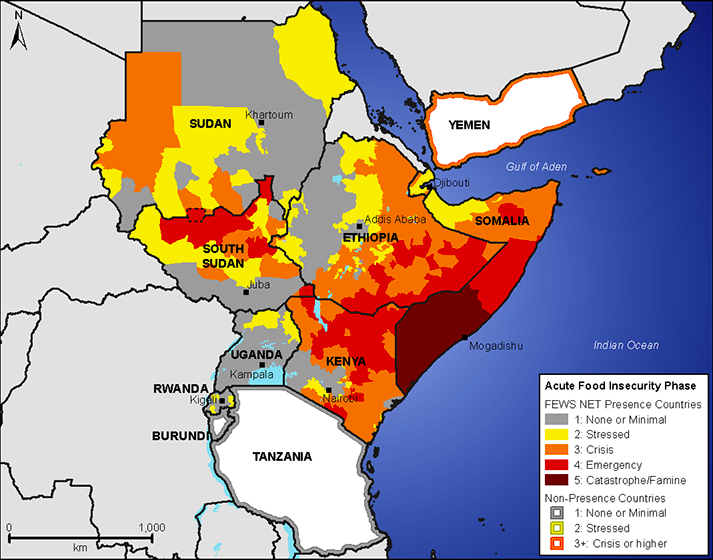 N
SUDAN
Khartoum
YEMEN
Gulf of Aden
Djibouti
Addis Ababa
ETHIOPIA
SOMALIA
SOUTH
SUDAN
Juba
Mogadishu
Indian Ocean
UGANDA
Kampala
KENYA
Nairobi
RWANDA
Kigali
BURUNDI
TANZANIA
Acute Food Insecurity Phase
FEWS NET Presence Countries
1: None or Minimal
2: Stressed
3: Crisis
4: Emergency
5: Catastrophe/Famine
Non-Presence Countries
1: None or Minimal
2: Stressed
3+: Crisis or higher
0 1,000
km